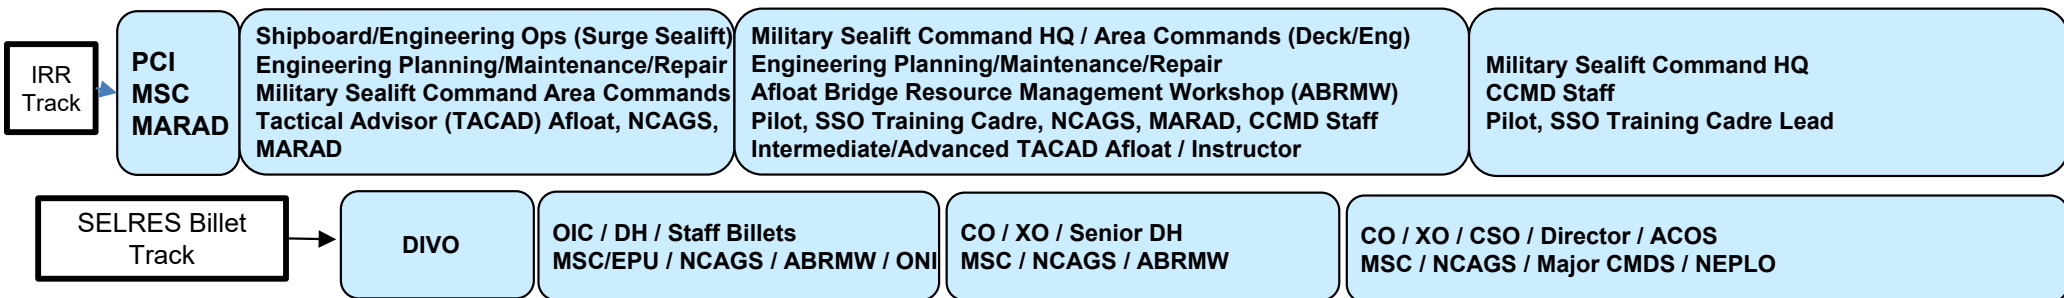 IRR
Track
PCI
MSC
MARAD
Shipboard/Engineering Ops (Surge Sealift)
Engineering Planning/Maintenance/Repair
Military Sealift Command Area Commands
Tactical Advisor (TACAD) Afloat, NCAGS,
MARAD
Military Sealift Command HQ / Area Commands (Deck/Eng)
Engineering Planning/Maintenance/Repair
Afloat Bridge Resource Management Workshop (ABRMW)
Pilot, SSO Training Cadre, NCAGS, MARAD, CCMD Staff
Intermediate/Advanced TACAD Afloat / Instructor
Military Sealift Command HQ
CCMD Staff
Pilot, SSO Training Cadre Lead
SELRES Billet
Track
DIVO
OIC / DH / Staff Billets
MSC/EPU / NCAGS / ABRMW / ONI
CO / XO / Senior DH
MSC / NCAGS / ABRMW
CO / XO / CSO / Director / ACOS
MSC / NCAGS / Major CMDS / NEPLO